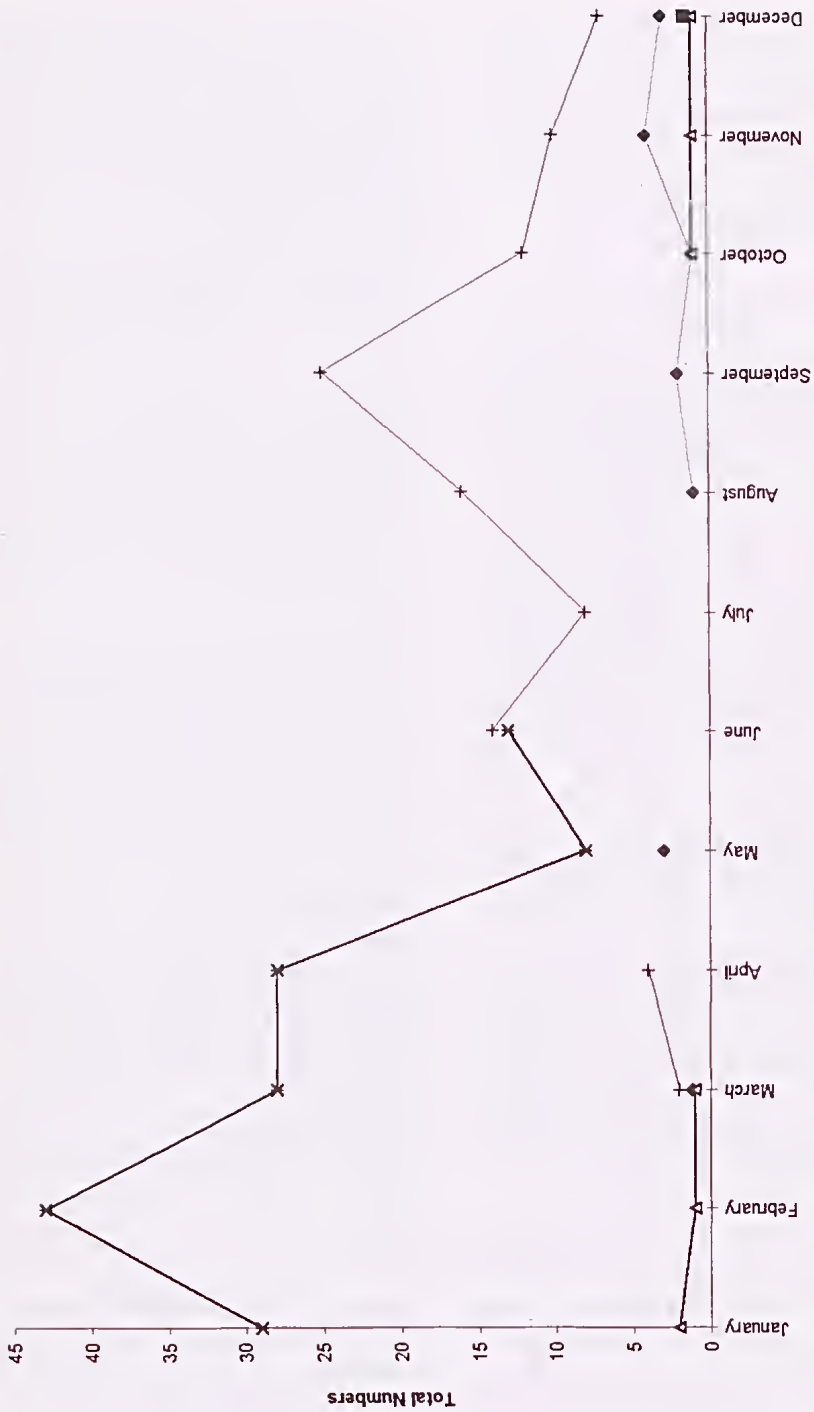 Total Numbers
45
40
35
30
25
20
15
10
5
0
January
February
March
April
May
June
July
August
September
October
November
December